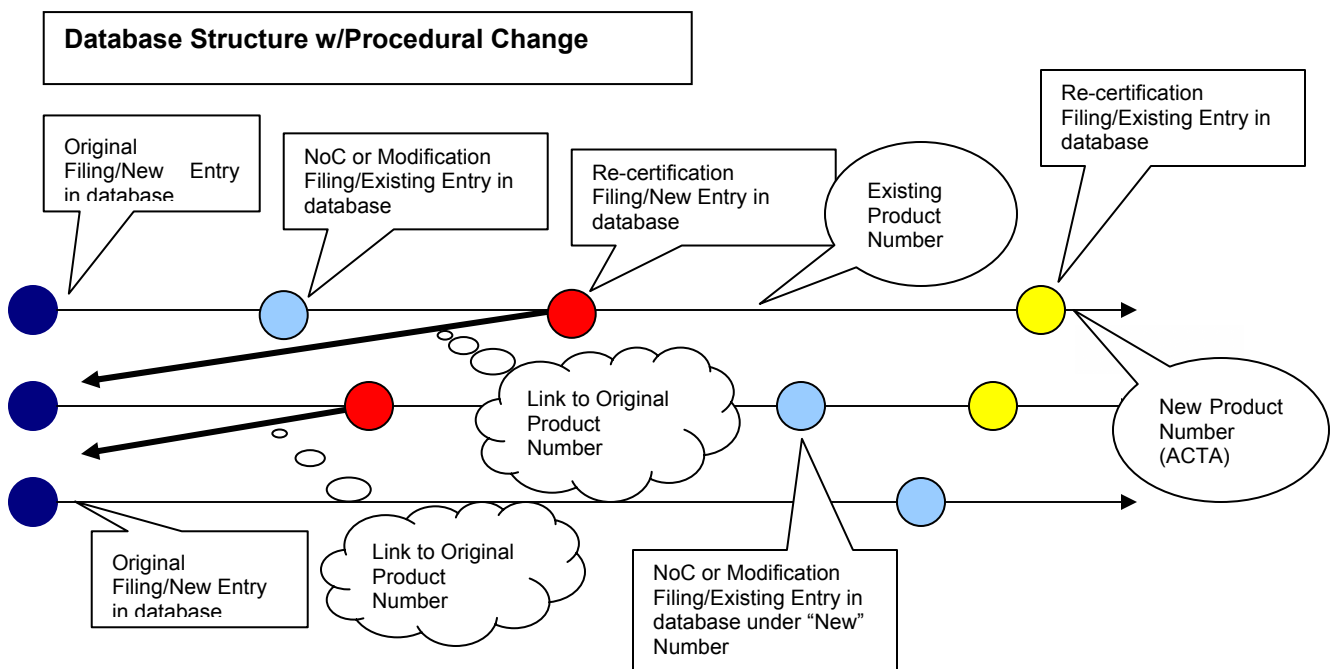 Database Structure w/Procedural Change
Original
Filing/New Entry
in database
NoC or Modification
Filing/Existing Entry in
database
Re-certification
Filing/New Entry in
database
Existing
Product
Number
Re-certification
Filing/Existing Entry in
database
Link to Original
Product
Number
New Product
Number
(ACTA)
Original
Filing/New Entry
in database
Link to Original
Product
Number
NoC or Modification
Filing/Existing Entry in
database under “New”
Number